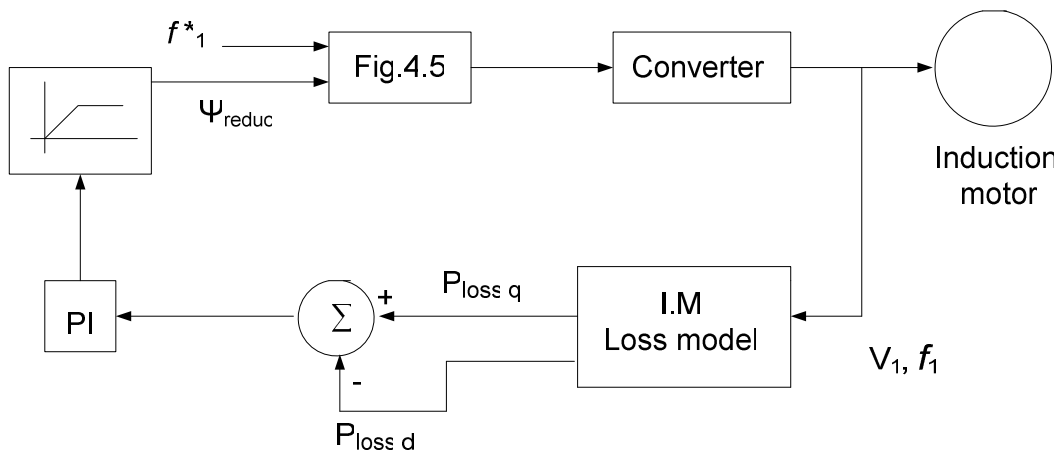 f*1
Fig.4.5
Converter
Ψreduc
Induction
motor
Ploss q
I.M
Loss model
+
Σ
PI
V1, f1
-
Ploss d